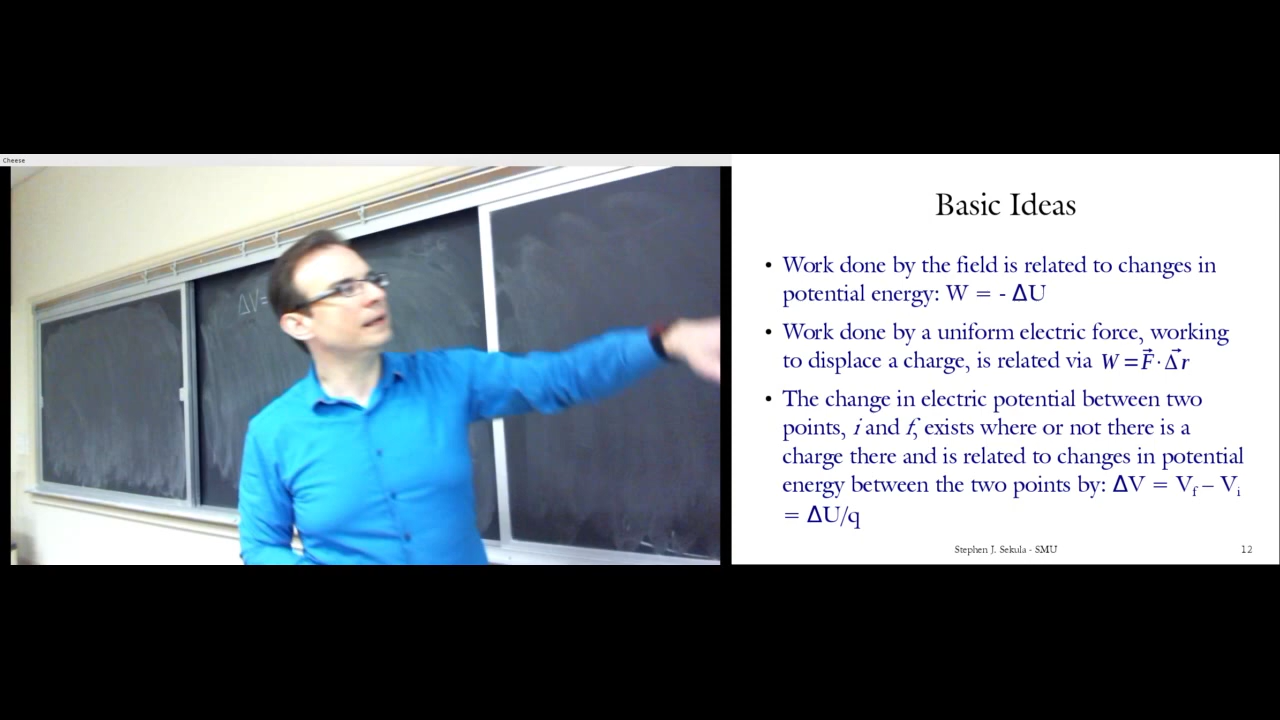 Cheese
ΔV=
Basic Ideas
• Work done by the field is related to changes in
potential energy: W = - ΔU
• Work done by a uniform electric force, working
to displace a charge, is related via W = F⃗ · Δ⃗r
• The change in electric potential between two
points, i and f, exists where or not there is a
charge there and is related to changes in potential
energy between the two points by: ΔV = Vf – Vi
= ΔU/q
Stephen J. Sekula - SMU
12